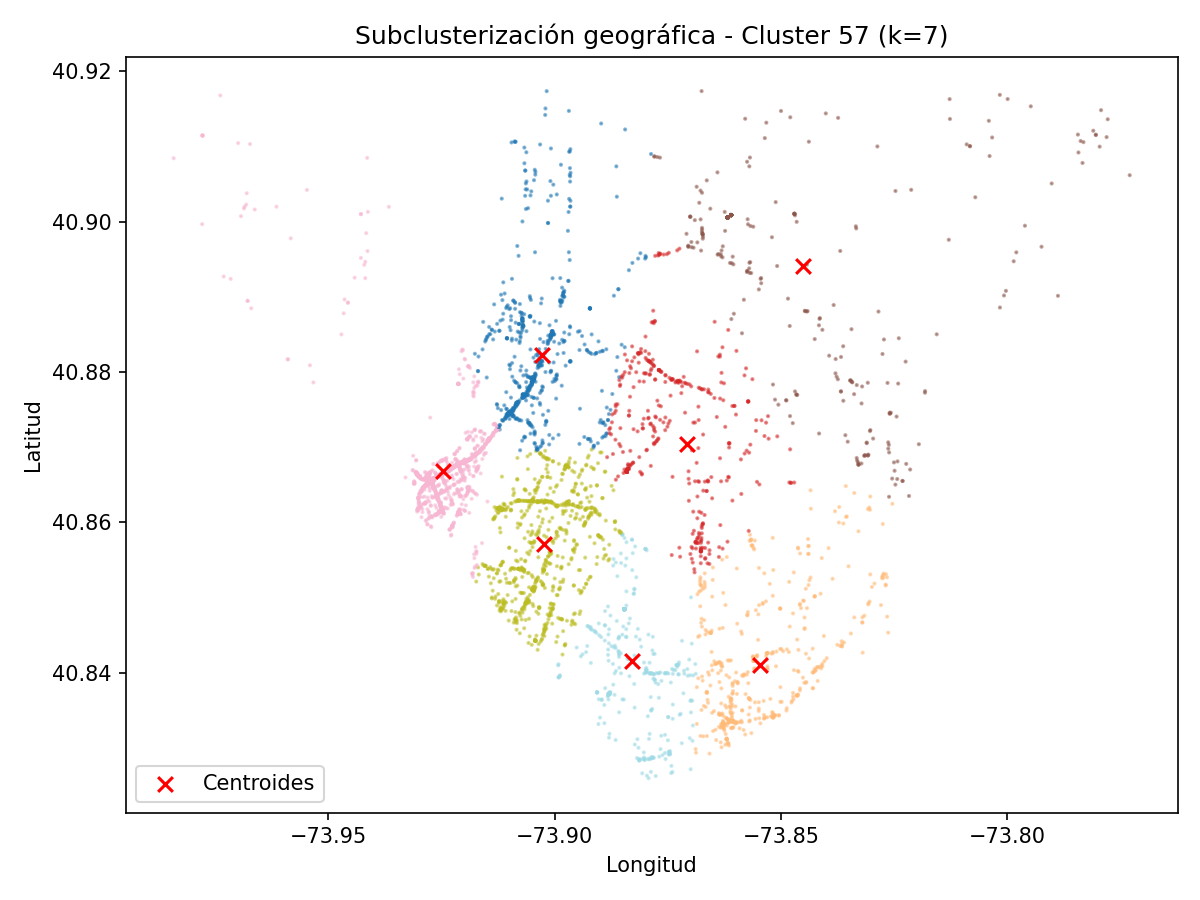 Subclusterización geográfica - Cluster 57 (k=7)
40.92
40.90
40.88
40.86
40.84
Latitud
Centroides
−73.95
−73.90
−73.85
−73.80
Longitud